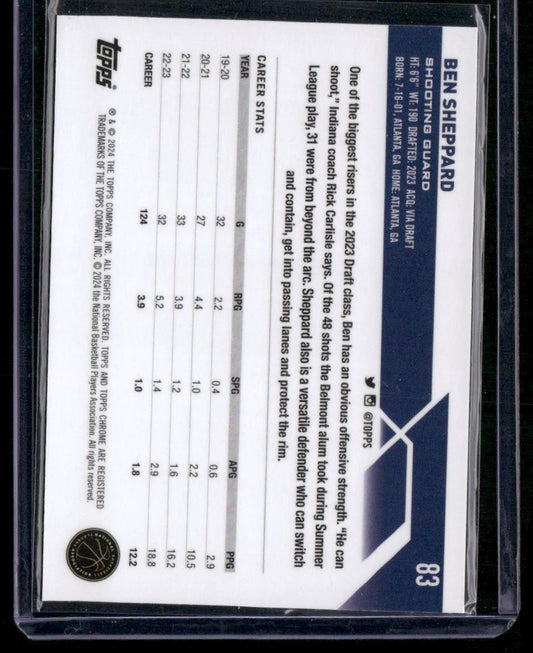 BEN SHEPPARD
SHOOTING GUARD
HT: 6'6" WT: 190 DRAFTED: 2023 ACQ: VIA DRAFT
BORN: 7-16-01, ATLANTA, GA HOME: ATLANTA, GA
@TOPPS
83
One of the biggest risers in the 2023 Draft class, Ben has an obvious offensive strength. "He can
shoot," Indiana coach Rick Carlisle says. Of the 48 shots the Belmont alum took during Summer
League play, 31 were from beyond the arc. Sheppard also is a versatile defender who can switch
and contain, get into passing lanes and protect the rim.
CAREER STATS
YEAR G RPG SPG APG PPG
19-20 32 2.2 0.4 0.6 2.9
20-21 27 4.4 1.0 2.2 10.5
21-22 33 3.9 1.2 1.6 16.2
22-23 32 5.2 1.4 2.9 18.8
CAREER 124 3.9 1.0 1.8 12.2
topps
® & © 2024 THE TOPPS COMPANY, INC. ALL RIGHTS RESERVED. TOPPS AND TOPPS CHROME ARE REGISTERED
TRADEMARKS OF THE TOPPS COMPANY, INC. © 2024 the National Basketball Players Association. All rights reserved.